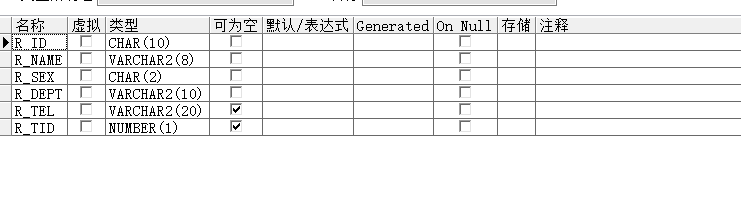 名称 虚拟 类型 可为空 默认/表达式 Generated On Null 存储 注释
R_ID CHAR(10)
R_NAME VARCHAR2(8)
R_SEX CHAR(2)
R_DEPT VARCHAR2(10)
R_TEL VARCHAR2(20)
R_TID NUMBER(1)